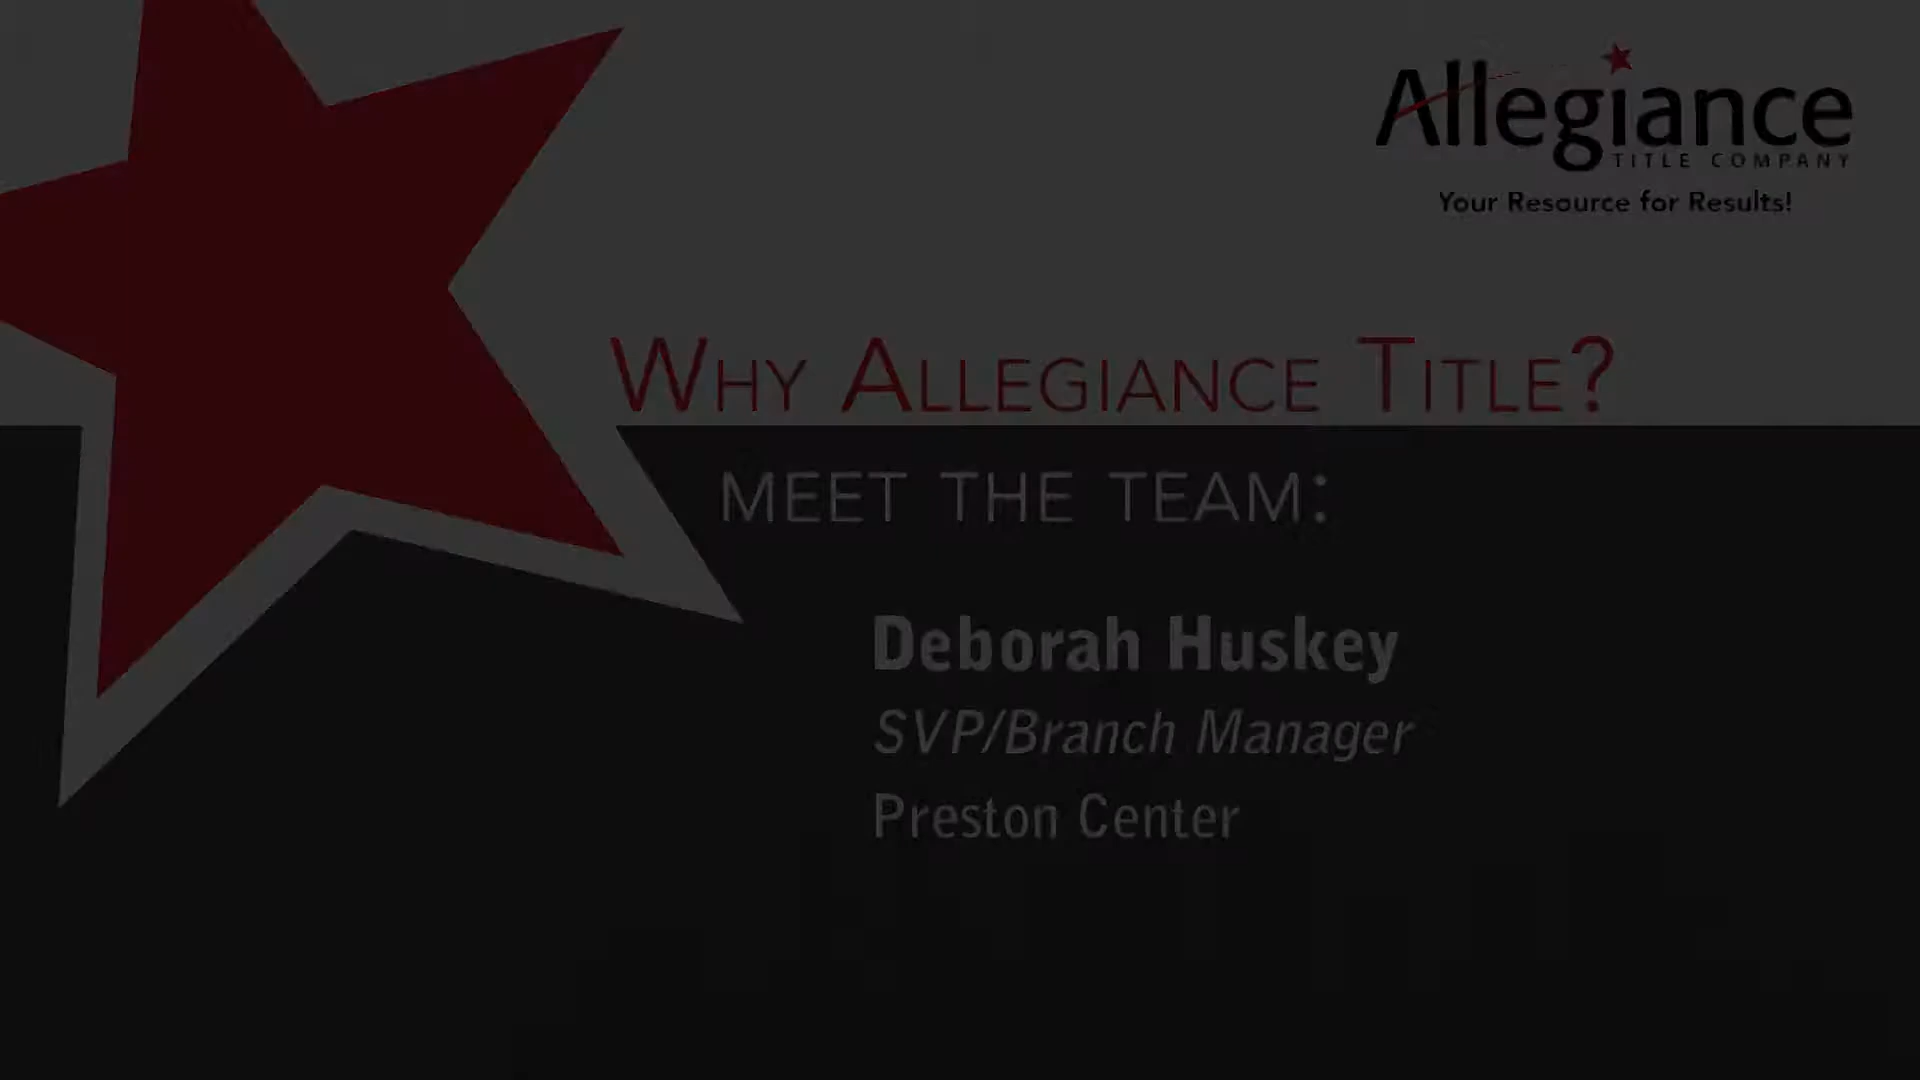 Allegiance
TITLE COMPANY
Your Resource for Results!
WHY ALLEGIANCE TITLE?
MEET THE TEAM:
Deborah Huskey
SVP/Branch Manager
Preston Center